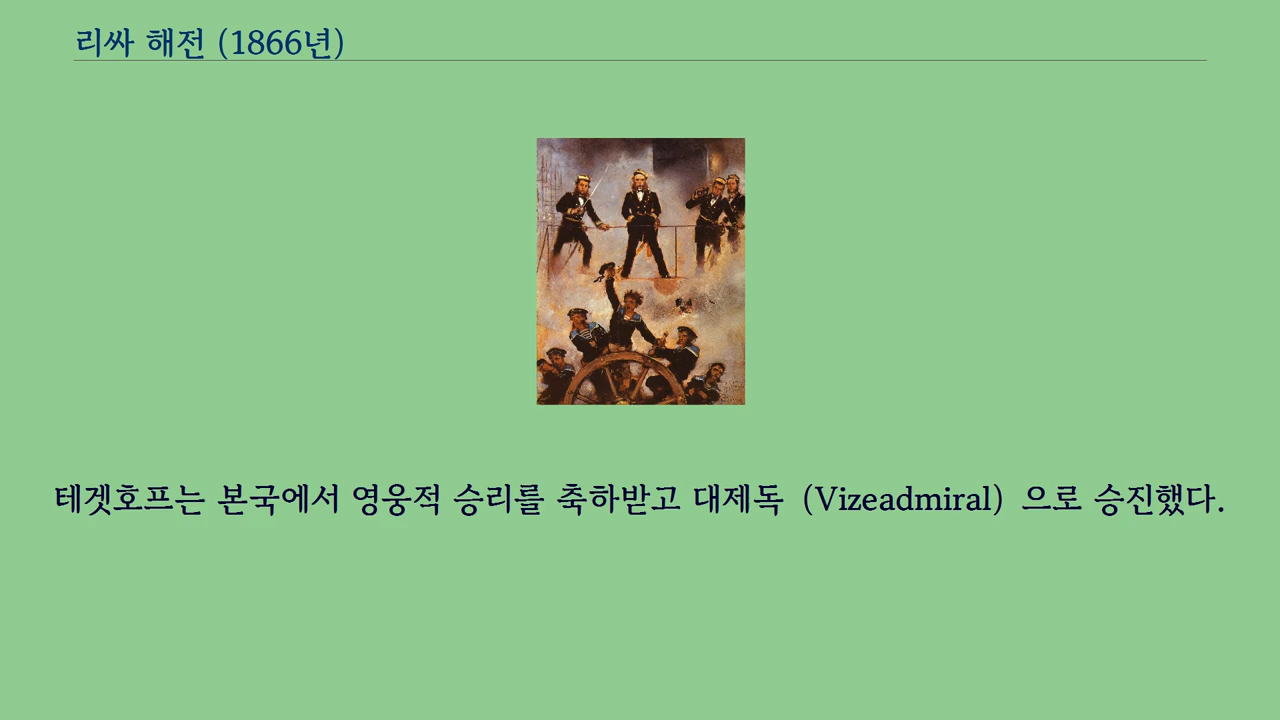 리싸 해전 (1866년)
테겟호프는 본국에서 영웅적 승리를 축하받고 대제독（Vizeadmiral）으로 승진했다.